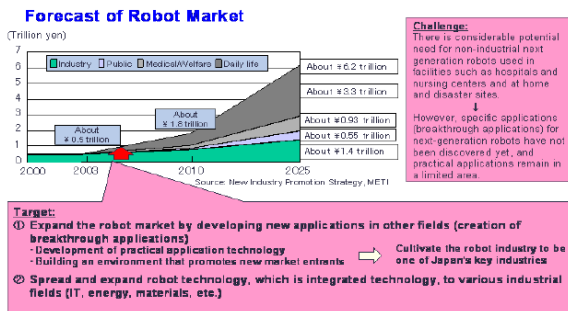 Forecast of Robot Market
(Trillion yen)
7
6
5
4
3
2
1
0
Industry Public Medical/Welfare Daily life
About
¥ 0.5 trillion
About
¥ 1.8 trillion
About ¥6.2 trillion
About ¥3.3 trillion
About ¥0.93 trillion
About ¥0.55 trillion
About ¥1.4 trillion
2000 2003 2010 2025
Source: New Industry Promotion Strategy, METI
Challenge:
There is considerable potential
need for non-industrial next
generation robots used in
facilities such as hospitals and
nursing centers and at home
and disaster sites.
↓
However, specific applications
(breakthrough applications) for
next-generation robots have not
been discovered yet, and
practical applications remain in
a limited area.
Target:
① Expand the robot market by developing new applications in other fields (creation of
breakthrough applications)
- Development of practical application technology
- Building an environment that promotes new market entrants
Cultivate the robot industry to be
one of Japan's key industries
② Spread and expand robot technology, which is integrated technology, to various industrial
fields (IT, energy, materials, etc.)